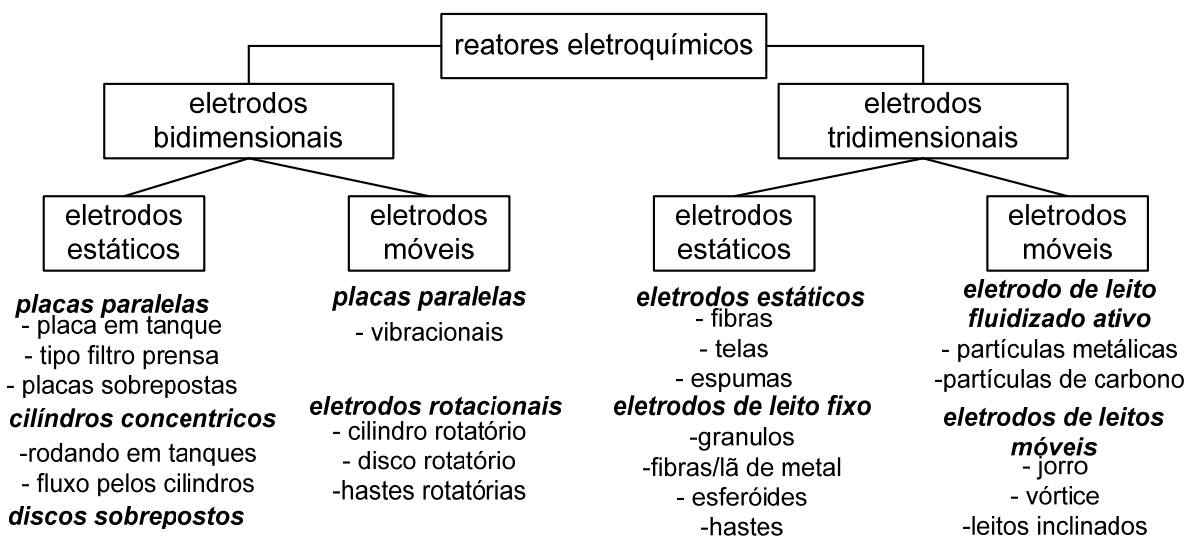 reatores eletroquímicos
eletrodos
bidimensionais
eletrodos
tridimensionais
eletrodos
estáticos
eletrodos
móveis
eletrodos
estáticos
eletrodos
móveis
placas paralelas
- placa em tanque
- tipo filtro prensa
- placas sobrepostas
cilíndros concentricos
-rodando em tanques
- fluxo pelos cilindros
discos sobrepostos
placas paralelas
- vibracionais
eletrodos rotacionais
- cilindro rotatório
- disco rotatório
-hastes rotatórias
eletrodos estáticos
- fibras
- telas
- espumas
eletrodos de leito fixo
-granulos
-fibras/lã de metal
- esferóides
-hastes
eletrodo de leito
fluidizado ativo
- partículas metálicas
-partículas de carbono
eletrodos de leitos
móveis
- jorro
- vórtice
-leitos inclinados